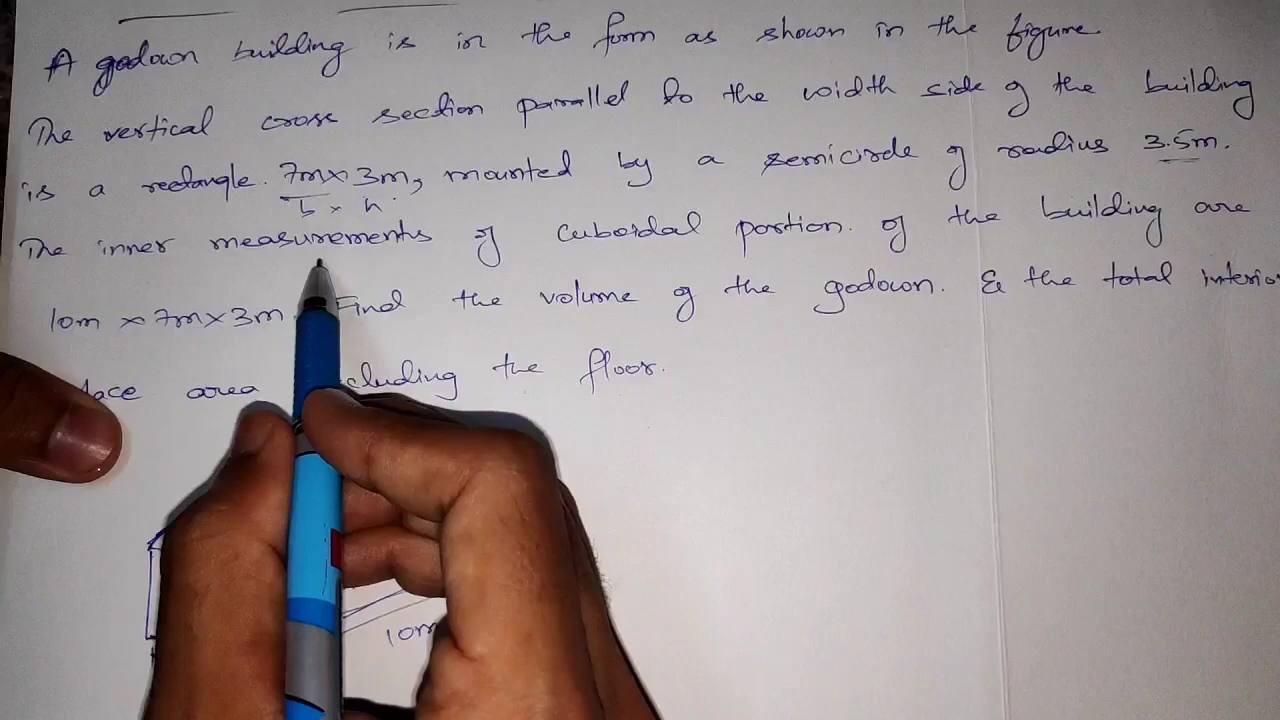 A godown building is in the form as shown in the figure.
The vertical cross section parallel to the width side of the building
is a rectangle. 7m × 3m, mounted by a semicircle of radius 3.5m.
b × h.
The inner measurements of cuboidal portion. of the building are
10m × 7m × 3m. Find the volume of the godown. & the total interior
area the floor.
10m